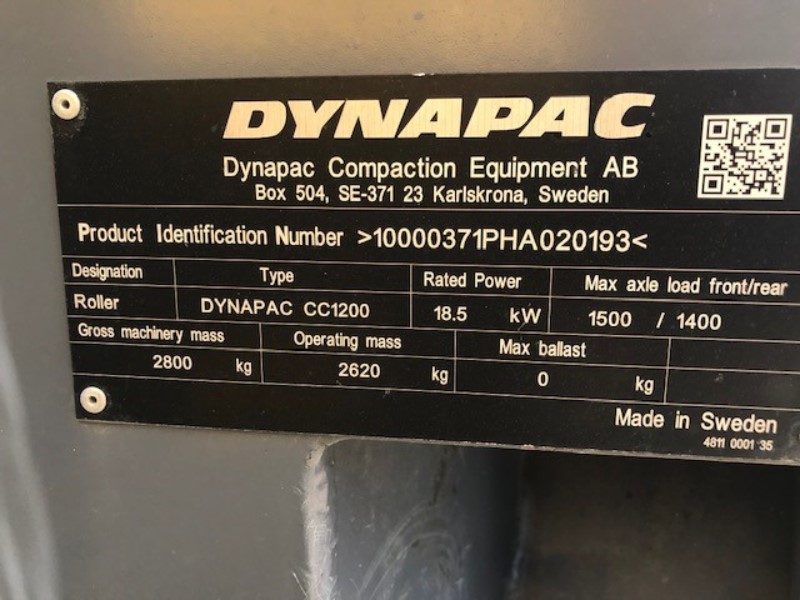 DYNAPAC
Dynapac Compaction Equipment AB
Box 504, SE-371 23 Karlskrona, Sweden
Product Identification Number >10000371PHA020193<
Designation Type Rated Power Max axle load front/rear
Roller DYNAPAC CC1200 18.5 kW 1500 / 1400
Gross machinery mass Operating mass Max ballast
2800 kg 2620 kg 0 kg
Made in Sweden
4811 0001 35